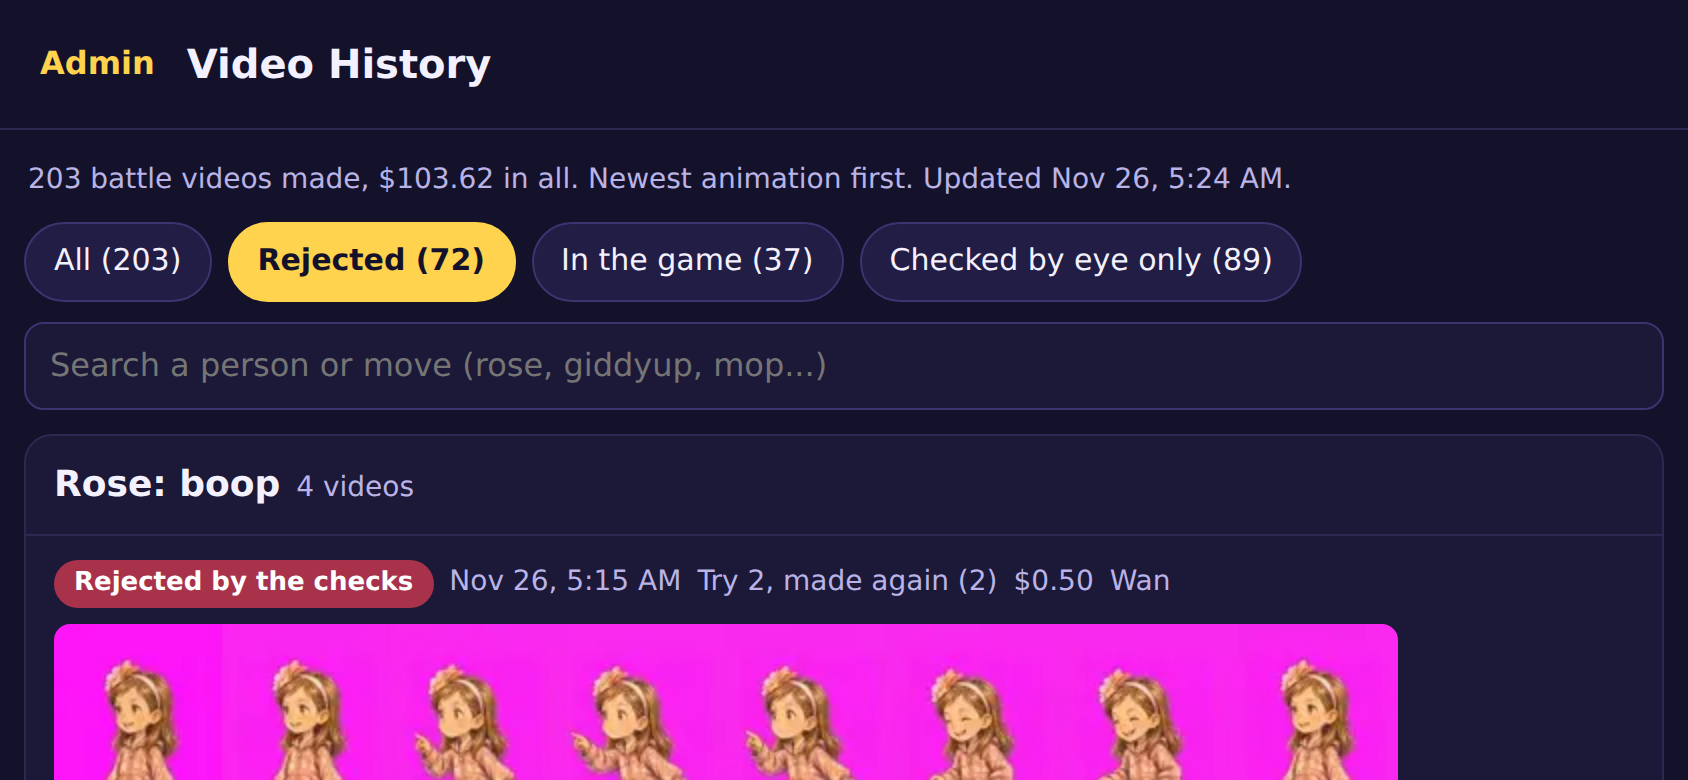 Admin Video History
203 battle videos made, $103.62 in all. Newest animation first. Updated Nov 26, 5:24 AM.
All (203) Rejected (72) In the game (37) Checked by eye only (89)
Search a person or move (rose, giddyup, mop...)
Rose: boop 4 videos
Rejected by the checks Nov 26, 5:15 AM Try 2, made again (2) $0.50 Wan